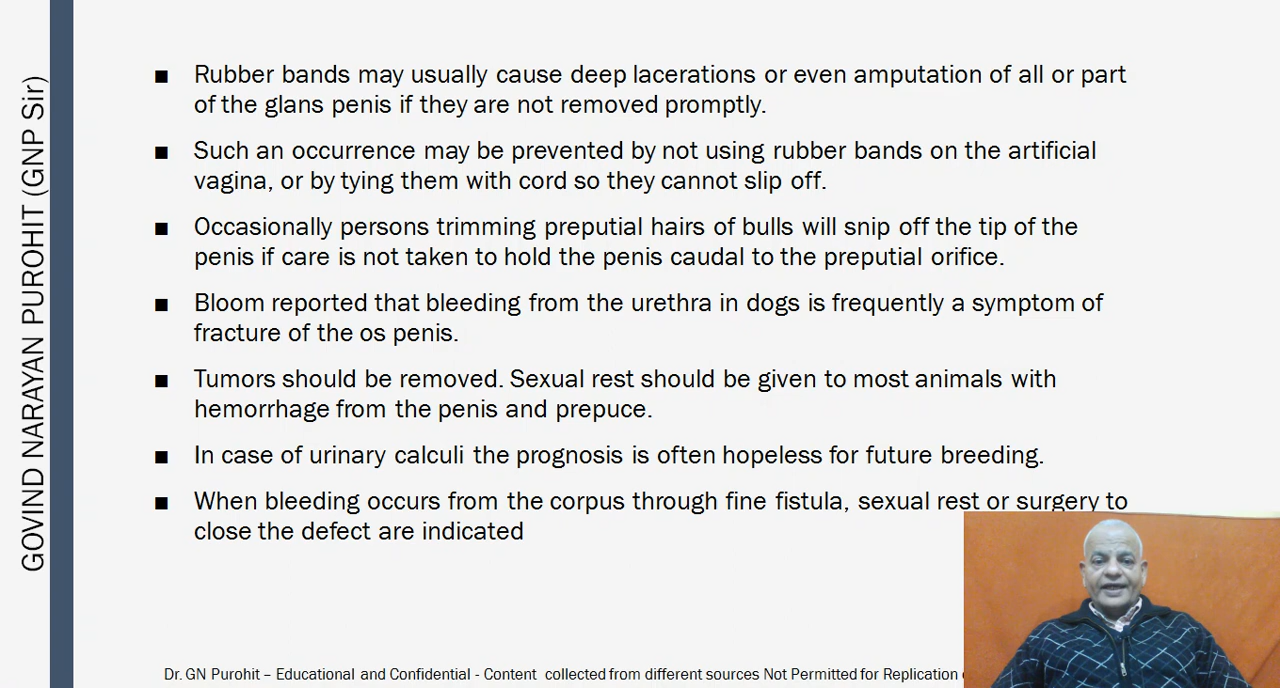 GOVIND NARAYAN PUROHIT (GNP Sir)
■ Rubber bands may usually cause deep lacerations or even amputation of all or part
of the glans penis if they are not removed promptly.
■ Such an occurrence may be prevented by not using rubber bands on the artificial
vagina, or by tying them with cord so they cannot slip off.
■ Occasionally persons trimming preputial hairs of bulls will snip off the tip of the
penis if care is not taken to hold the penis caudal to the preputial orifice.
■ Bloom reported that bleeding from the urethra in dogs is frequently a symptom of
fracture of the os penis.
■ Tumors should be removed. Sexual rest should be given to most animals with
hemorrhage from the penis and prepuce.
■ In case of urinary calculi the prognosis is often hopeless for future breeding.
■ When bleeding occurs from the corpus through fine fistula, sexual rest or surgery to
close the defect are indicated
Dr. GN Purohit – Educational and Confidential - Content collected from different sources Not Permitted for Replication